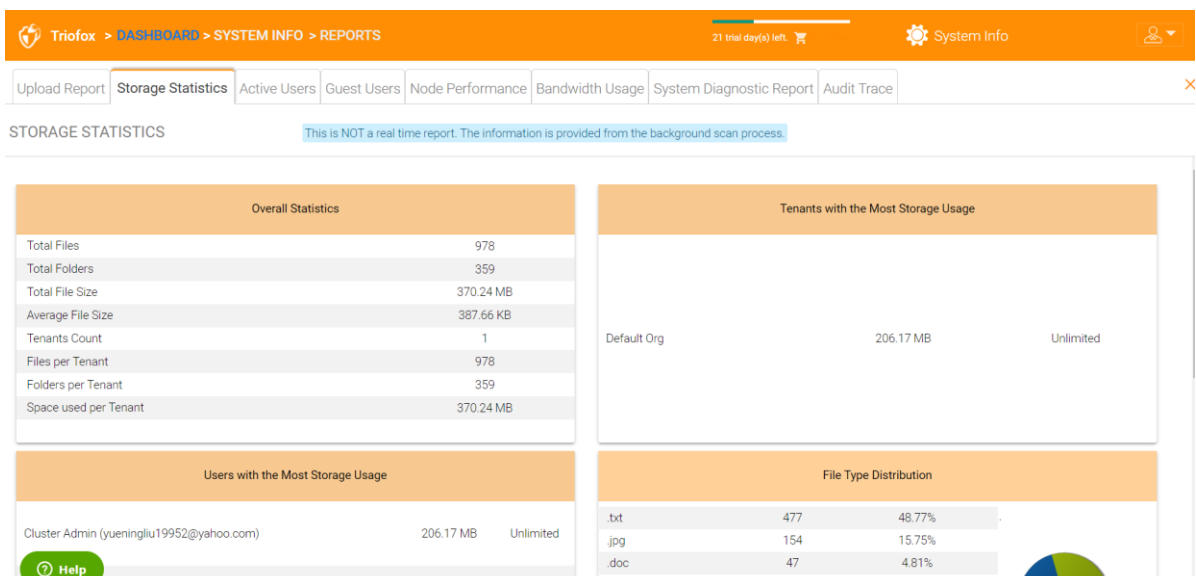 Triofox > DASHBOARD > SYSTEM INFO > REPORTS
21 trial day(s) left.
System Info
Upload Report Storage Statistics Active Users Guest Users Node Performance Bandwidth Usage System Diagnostic Report Audit Trace
STORAGE STATISTICS
This is NOT a real time report. The information is provided from the background scan process.
Overall Statistics
Total Files 978
Total Folders 359
Total File Size 370.24 MB
Average File Size 387.66 KB
Tenants Count 1
Files per Tenant 978
Folders per Tenant 359
Space used per Tenant 370.24 MB
Tenants with the Most Storage Usage
Default Org 206.17 MB Unlimited
Users with the Most Storage Usage
Cluster Admin (yueningliu19952@yahoo.com) 206.17 MB Unlimited
File Type Distribution
.txt 477 48.77%
.jpg 154 15.75%
.doc 47 4.81%
Help